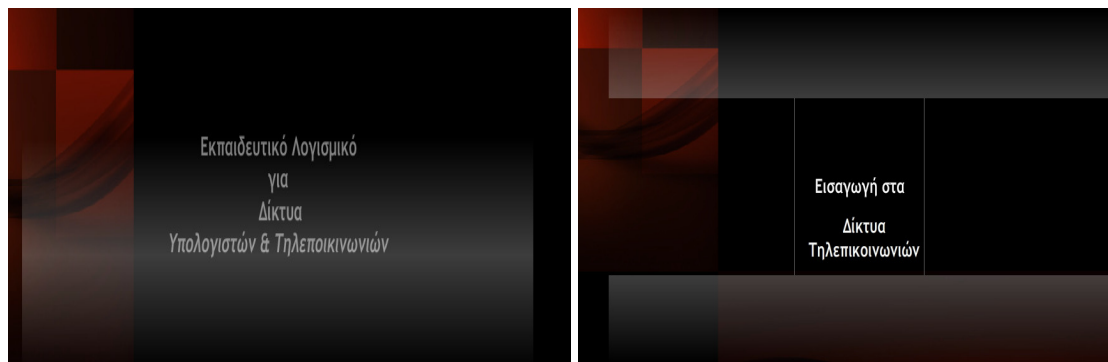 Εκπαιδευτικό Λογισμικό
για
Δίκτυα
Υπολογιστών & Τηλεποικινωνιών
Εισαγωγή στα
Δίκτυα
Τηλεπικοινωνιών